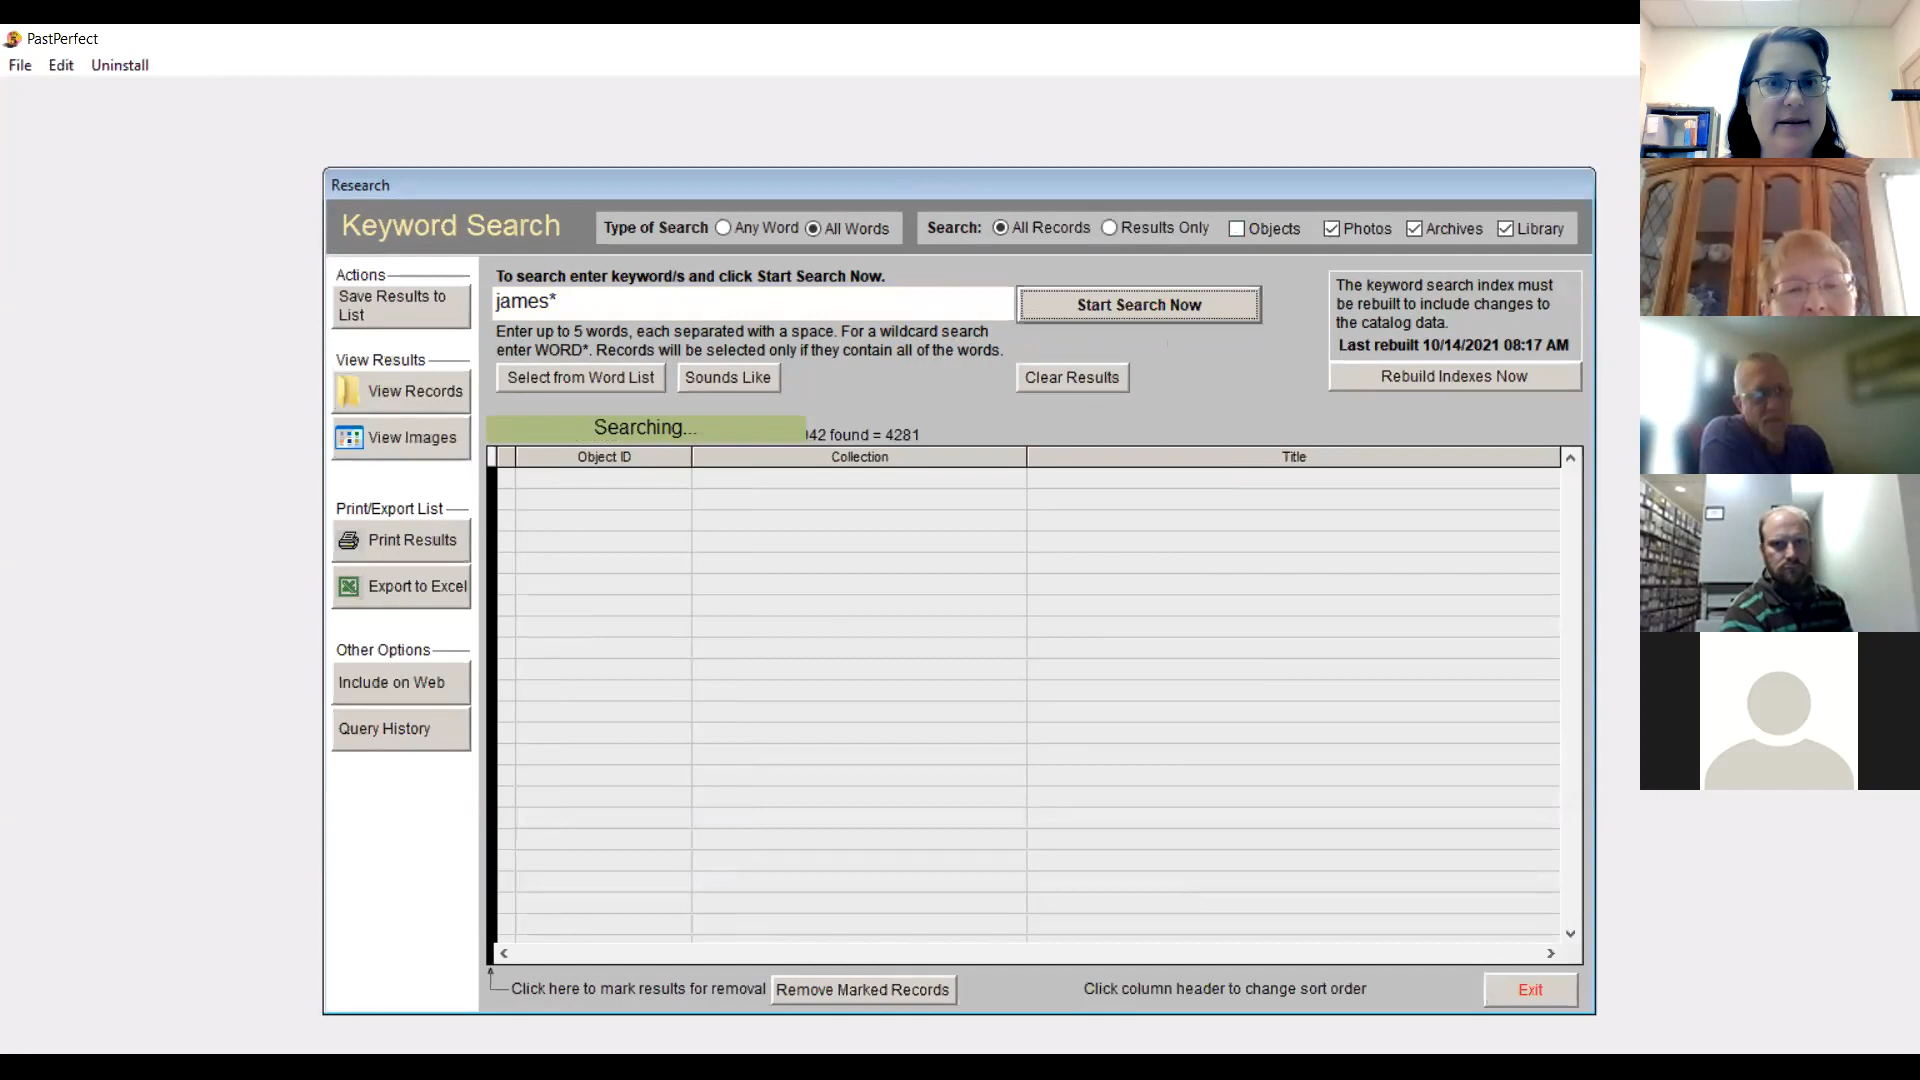 PastPerfect
File Edit Uninstall
Research
Keyword Search
Type of Search Any Word All Words
Search: All Records Results Only Objects Photos Archives Library
Actions
Save Results to
List
View Results
View Records
View Images
Print/Export List
Print Results
Export to Excel
Other Options
Include on Web
Query History
To search enter keyword/s and click Start Search Now.
james*
Start Search Now
Enter up to 5 words, each separated with a space. For a wildcard search
enter WORD*. Records will be selected only if they contain all of the words.
Select from Word List Sounds Like Clear Results
The keyword search index must
be rebuilt to include changes to
the catalog data.
Last rebuilt 10/14/2021 08:17 AM
Rebuild Indexes Now
Searching... 042 found = 4281
Object ID Collection Title
Click here to mark results for removal Remove Marked Records Click column header to change sort order Exit